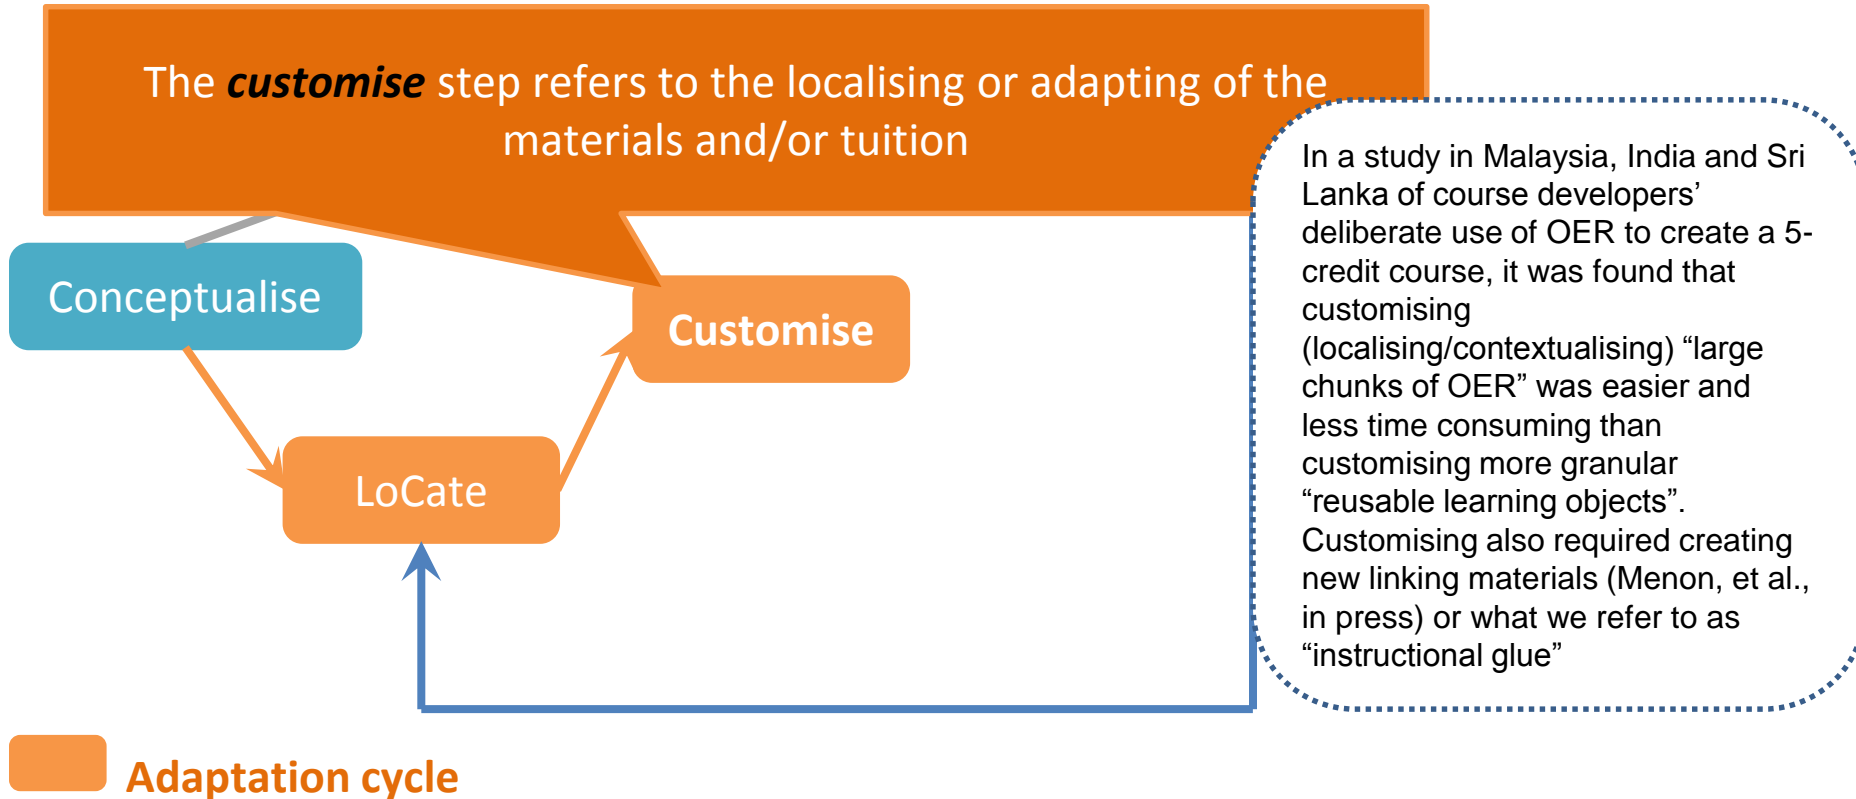 The customise step refers to the localising or adapting of the
materials and/or tuition
In a study in Malaysia, India and Sri
Lanka of course developers’
deliberate use of OER to create a 5-
credit course, it was found that
customising
(localising/contextualising) “large
chunks of OER” was easier and
less time consuming than
customising more granular
“reusable learning objects”.
Customising also required creating
new linking materials (Menon, et al.,
in press) or what we refer to as
“instructional glue”
Conceptualise
Customise
LoCate
Adaptation cycle